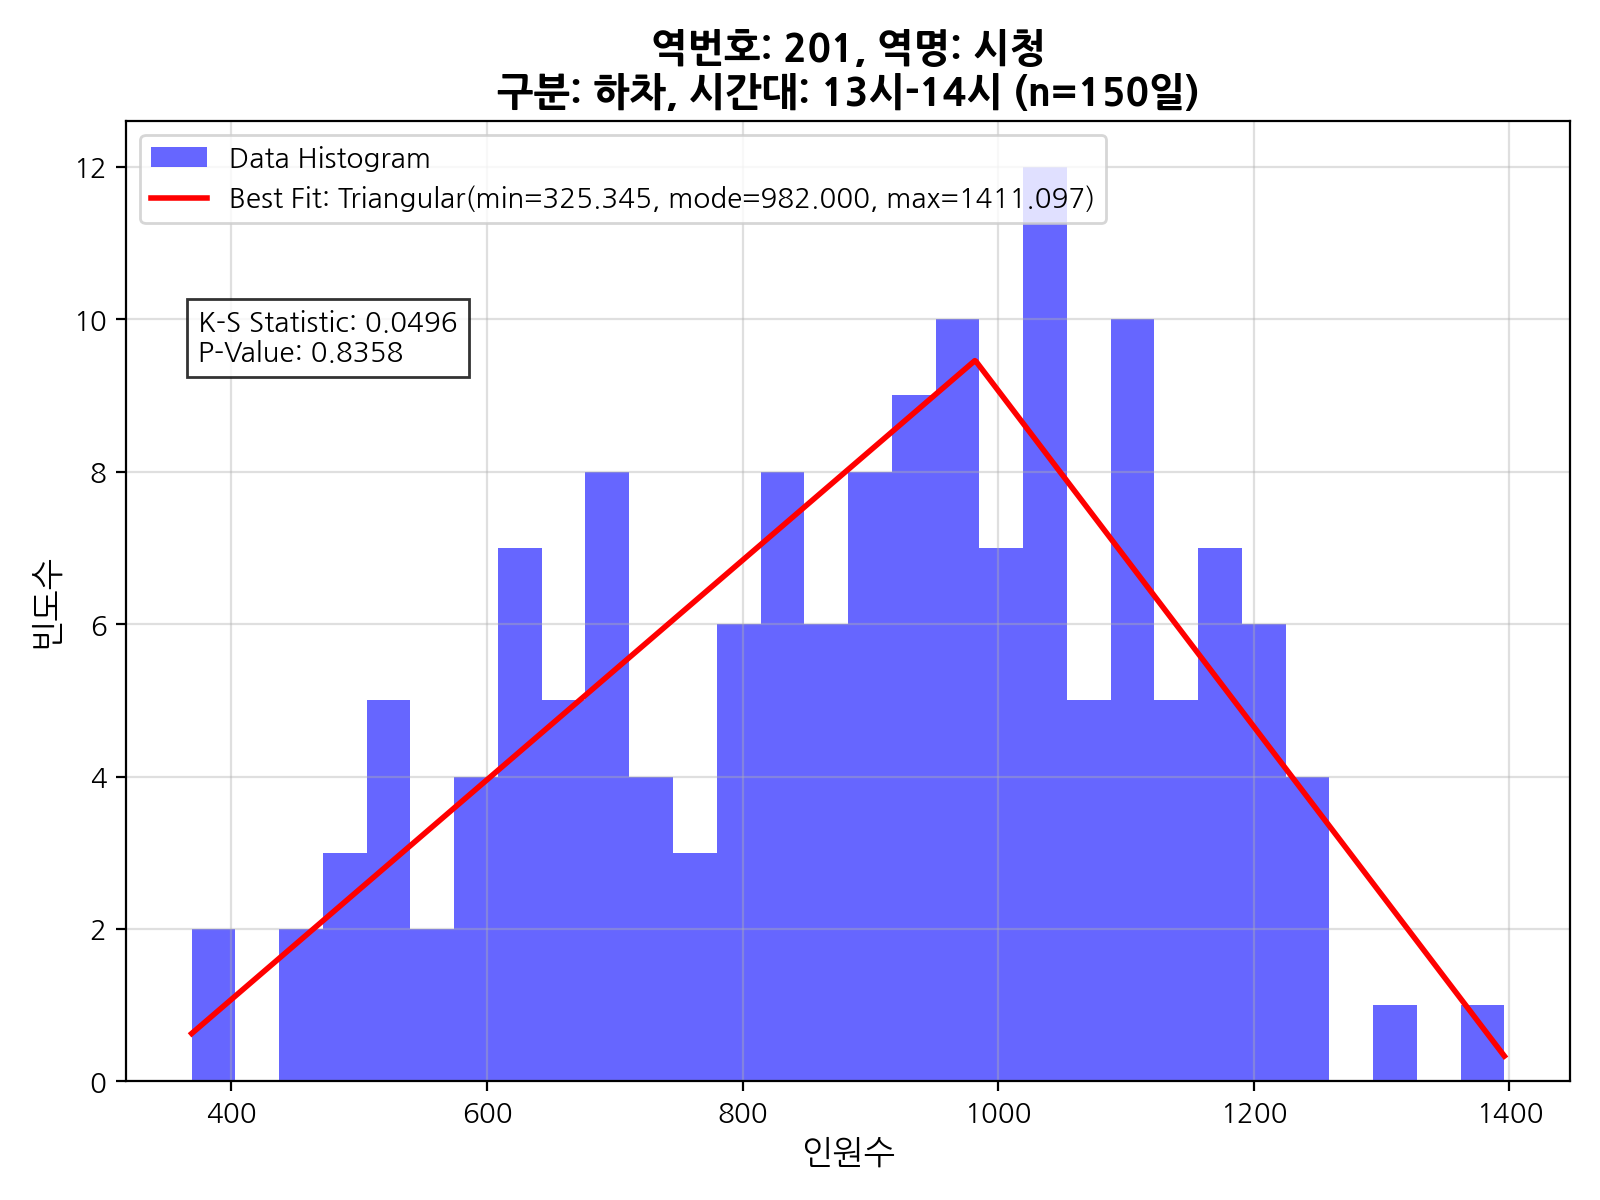 역번호: 201, 역명: 시청
구분: 하차, 시간대: 13시-14시 (n=150일)
Data Histogram
Best Fit: Triangular(min=325.345, mode=982.000, max=1411.097)
K-S Statistic: 0.0496
P-Value: 0.8358
빈도수
12
10
8
6
4
2
0
400 600 800 1000 1200 1400
인원수